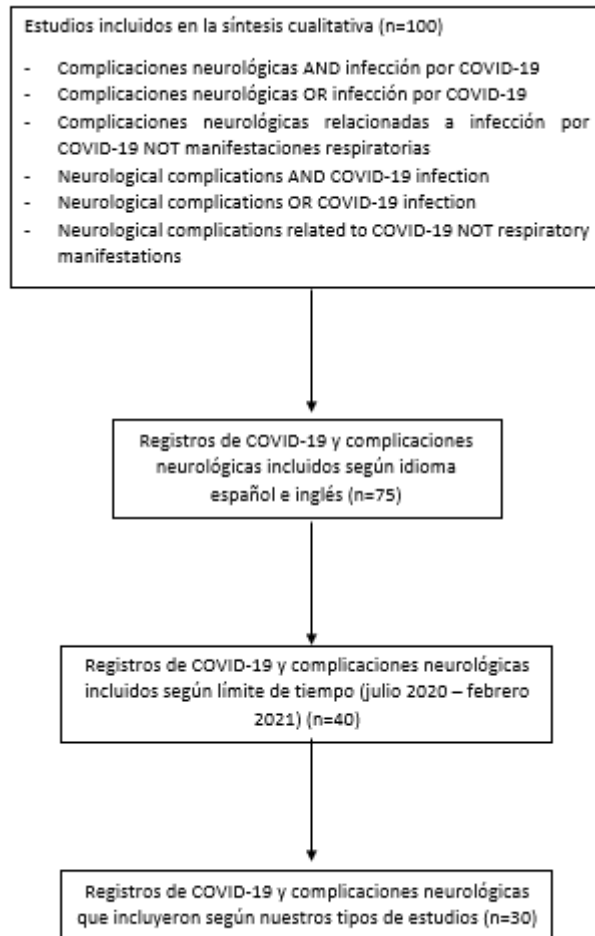 Estudios incluidos en la síntesis cualitativa (n=100)
- Complicaciones neurológicas AND infección por COVID-19
- Complicaciones neurológicas OR infección por COVID-19
- Complicaciones neurológicas relacionadas a infección por
COVID-19 NOT manifestaciones respiratorias
- Neurological complications AND COVID-19 infection
- Neurological complications OR COVID-19 infection
- Neurological complications related to COVID-19 NOT respiratory
manifestations
Registros de COVID-19 y complicaciones
neurológicas incluidos según idioma
español e inglés (n=75)
Registros de COVID-19 y complicaciones neurológicas
incluidos según límite de tiempo (julio 2020 – febrero
2021) (n=40)
Registros de COVID-19 y complicaciones neurológicas
que incluyeron según nuestros tipos de estudios (n=30)